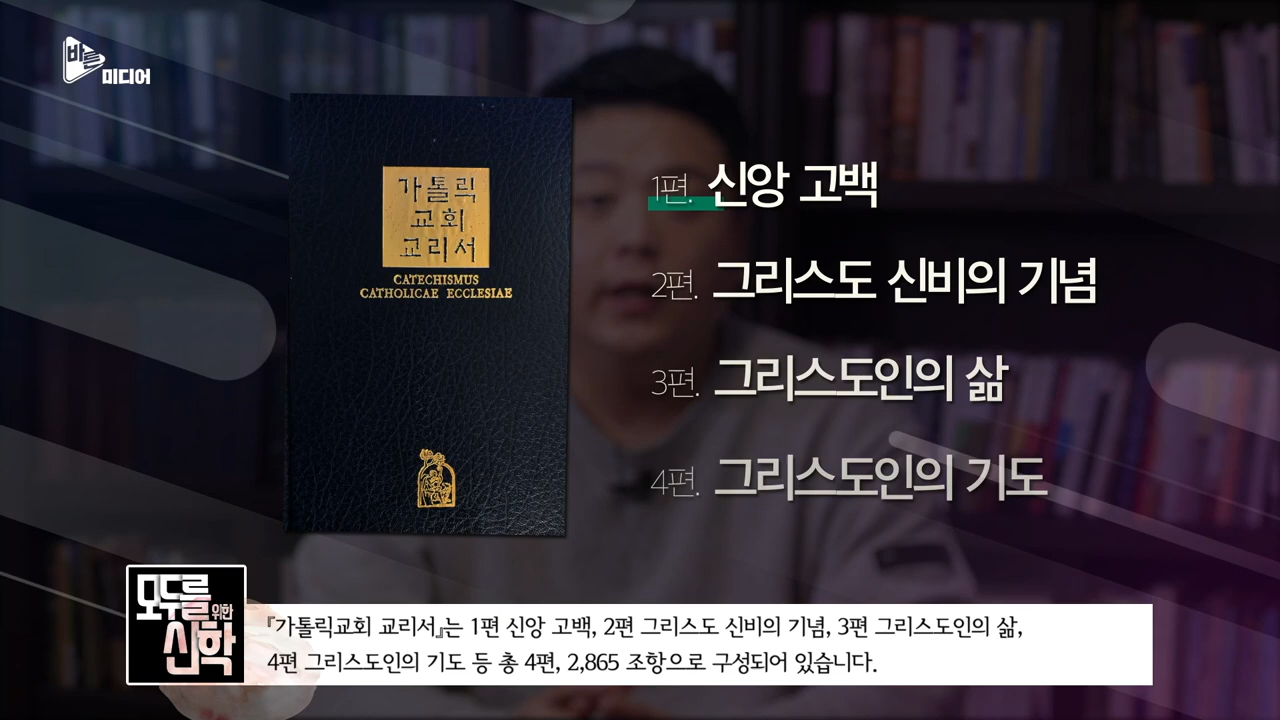 바른
미디어
가톨릭
교회
교리서
CATECHISMUS
CATHOLICAE ECCLESIAE
1편. 신앙 고백
2편. 그리스도 신비의 기념
3편. 그리스도인의 삶
4편. 그리스도인의 기도
모두를
위한
신학
『가톨릭교회 교리서』는 1편 신앙 고백, 2편 그리스도 신비의 기념, 3편 그리스도인의 삶,
4편 그리스도인의 기도 등 총 4편, 2,865 조항으로 구성되어 있습니다.